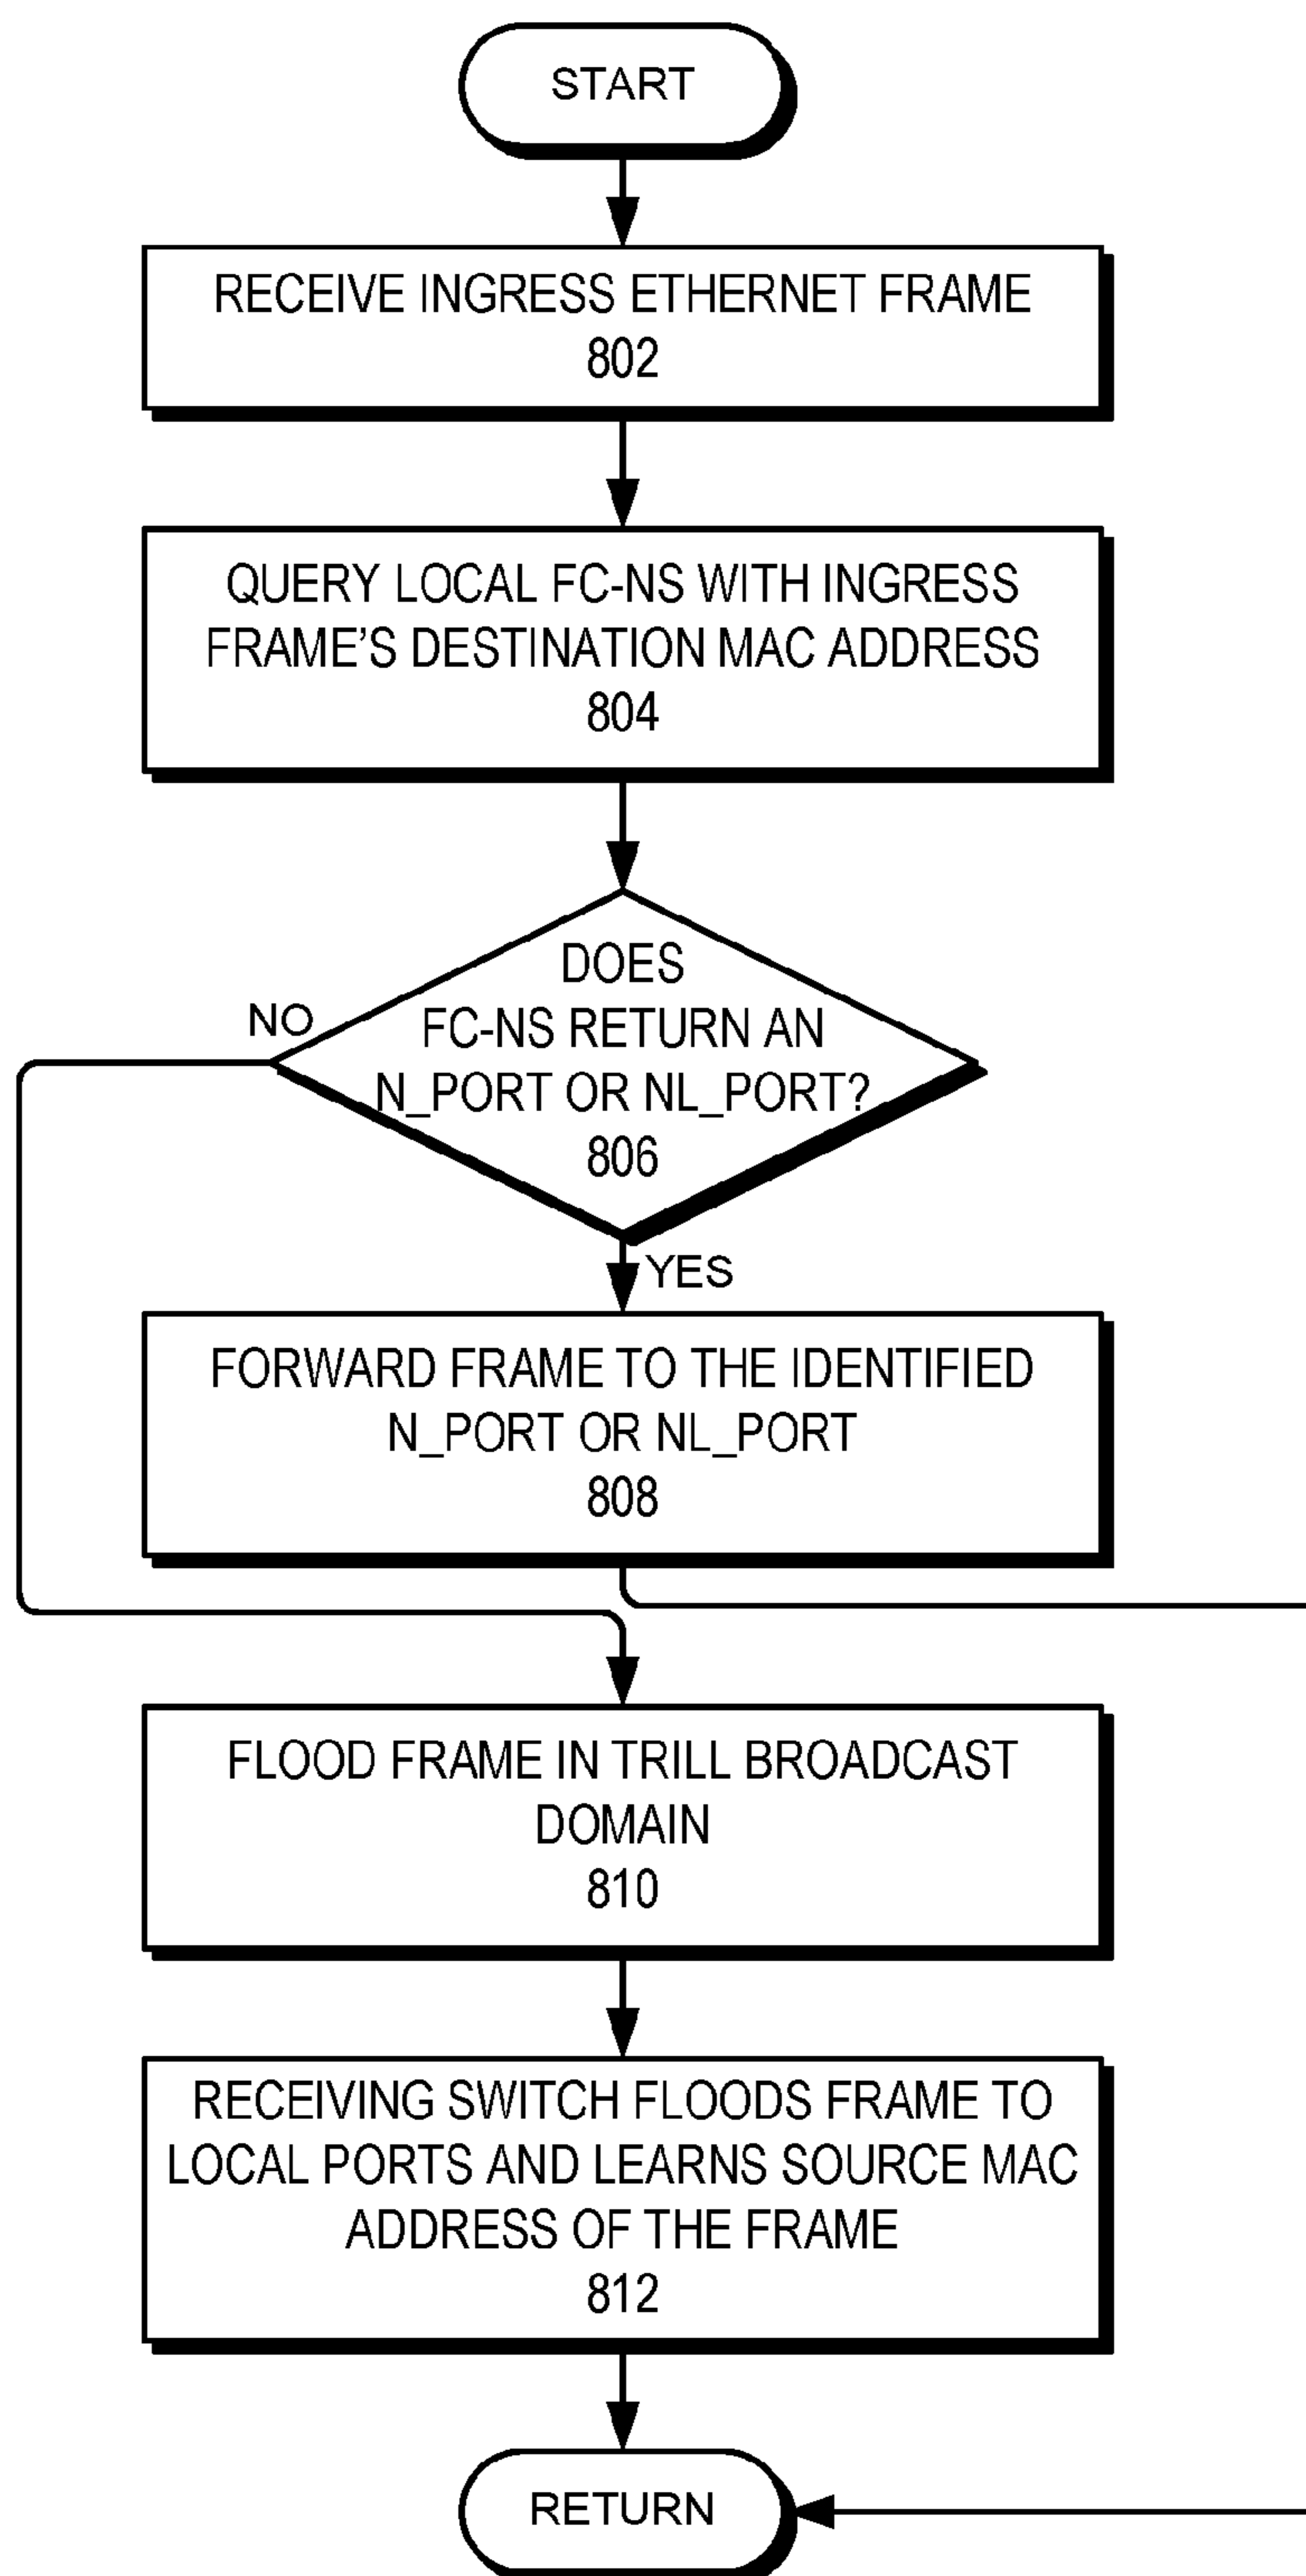 START
RECEIVE INGRESS ETHERNET FRAME
802
QUERY LOCAL FC-NS WITH INGRESS
FRAME’S DESTINATION MAC ADDRESS
804
DOES
FC-NS RETURN AN
N_PORT OR NL_PORT?
806
NO
YES
FORWARD FRAME TO THE IDENTIFIED
N_PORT OR NL_PORT
808
FLOOD FRAME IN TRILL BROADCAST
DOMAIN
810
RECEIVING SWITCH FLOODS FRAME TO
LOCAL PORTS AND LEARNS SOURCE MAC
ADDRESS OF THE FRAME
812
RETURN